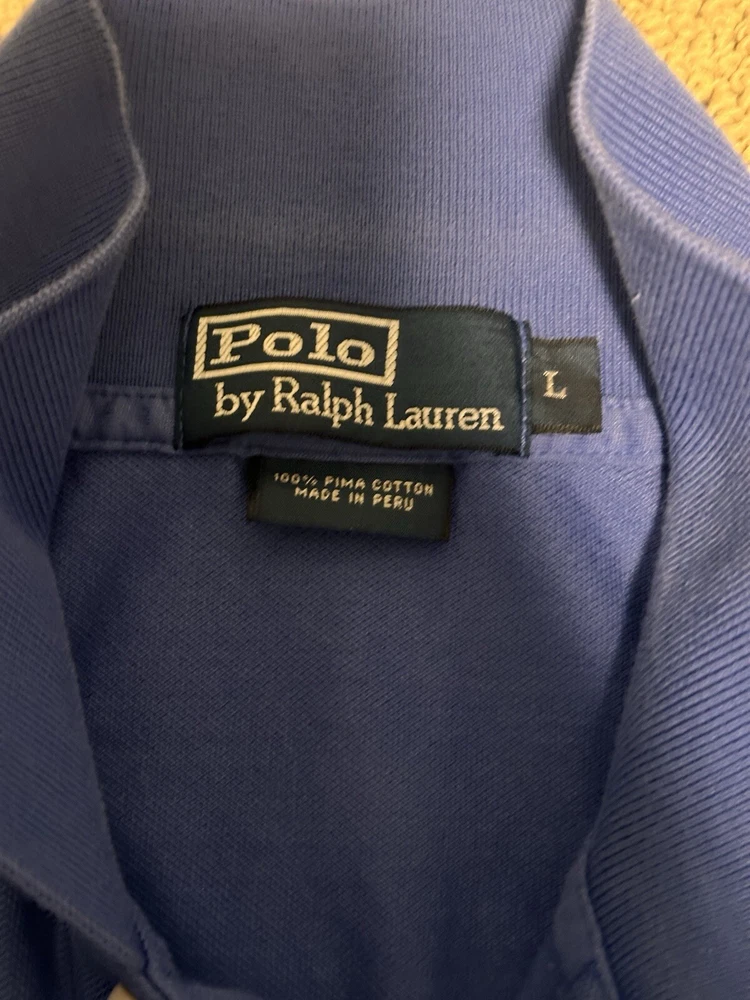 Polo
by Ralph Lauren
L
100% PIMA COTTON
MADE IN PERU